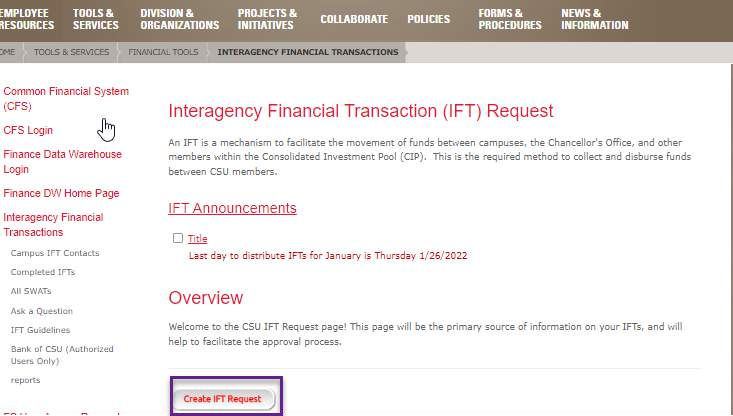 EMPLOYEE RESOURCES
TOOLS & SERVICES
DIVISION & ORGANIZATIONS
PROJECTS & INITIATIVES
COLLABORATE
POLICIES
FORMS & PROCEDURES
NEWS & INFORMATION
OME
TOOLS & SERVICES
FINANCIAL TOOLS
INTERAGENCY FINANCIAL TRANSACTIONS
Common Financial System
(CFS)
CFS Login
Finance Data Warehouse
Login
Finance DW Home Page
Interagency Financial
Transactions
Campus IFT Contacts
Completed IFTs
All SWATs
Ask a Question
IFT Guidelines
Bank of CSU (Authorized
Users Only)
reports
Interagency Financial Transaction (IFT) Request
An IFT is a mechanism to facilitate the movement of funds between campuses, the Chancellor's Office, and other
members within the Consolidated Investment Pool (CIP). This is the required method to collect and disburse funds
between CSU members.
IFT Announcements
Title
Last day to distribute IFTs for January is Thursday 1/26/2022
Overview
Welcome to the CSU IFT Request page! This page will be the primary source of information on your IFTs, and will
help to facilitate the approval process.
Create IFT Request